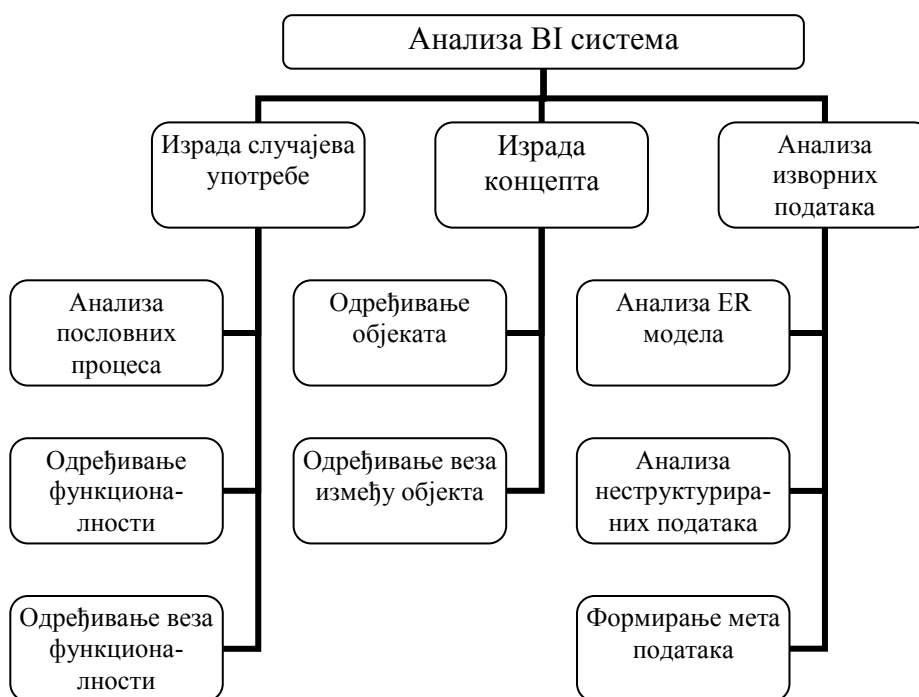 Анализа BI система
Израда случајева
употребе
Израда
концепта
Анализа
изворних
података
Анализа
пословних
процеса
Одређивање
објеката
Анализа ER
модела
Одређивање
функциона-
лности
Одређивање веза
између објекта
Анализа
неструктурира-
них података
Одређивање веза
функциона-
лности
Формирање мета
података